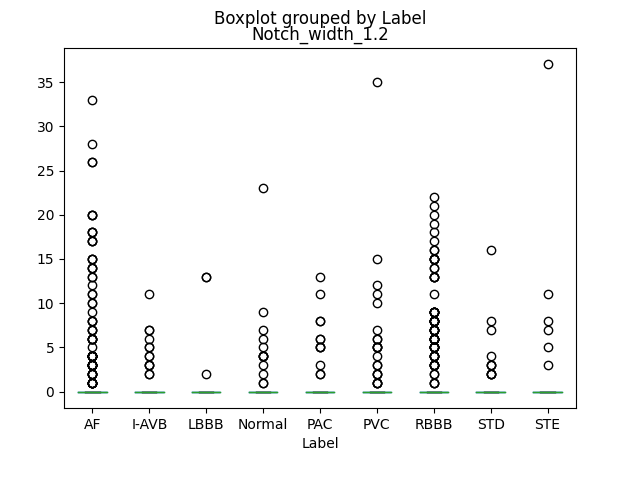 Boxplot grouped by Label
Notch_width_1.2
35
30
25
20
15
10
5
0
AF I-AVB LBBB Normal PAC PVC RBBB STD STE
Label